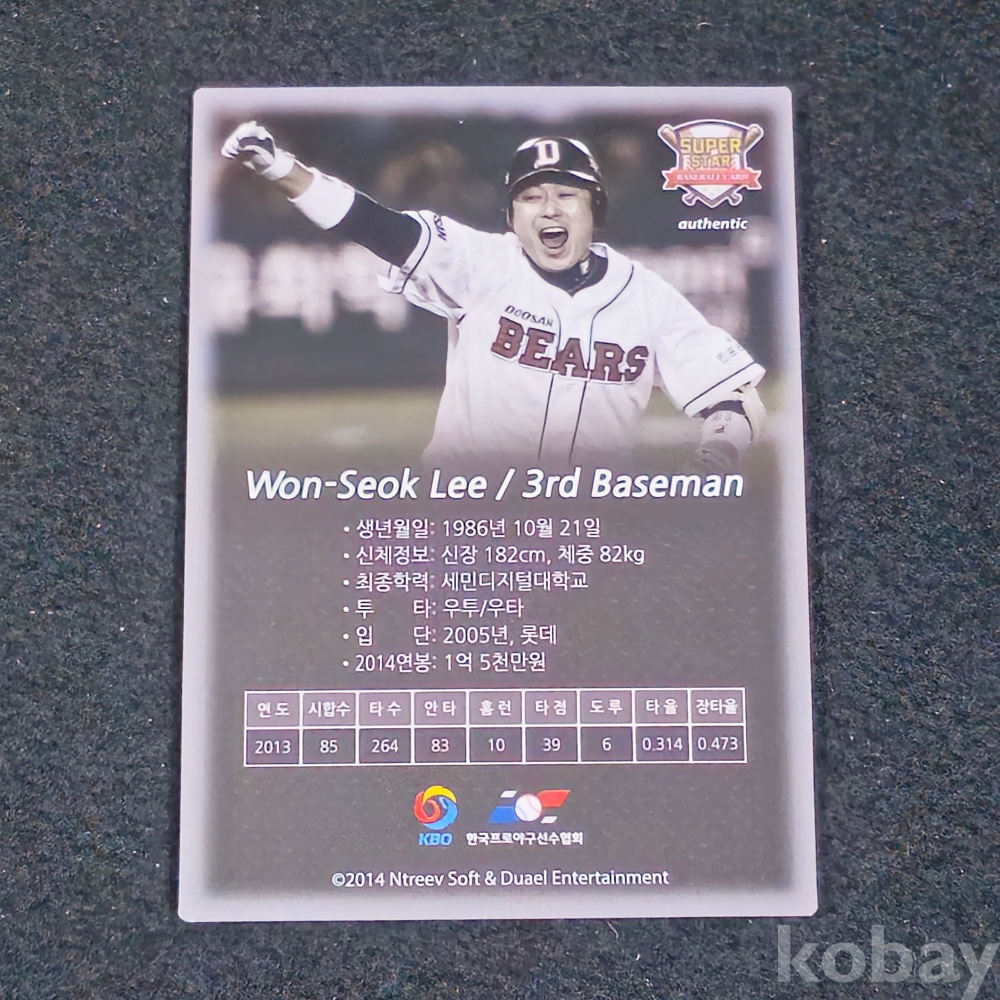 SUPER
STAR
BASEBALL CARD
authentic
D
DOOSAN
BEARS
Won-Seok Lee / 3rd Baseman
• 생년월일: 1986년 10월 21일
• 신체정보: 신장 182cm, 체중 82kg
• 최종학력: 세민디지털대학교
• 투 타: 우투/우타
• 입 단: 2005년, 롯데
• 2014연봉: 1억 5천만원
연도 시합수 타수 안타 홈런 타점 도루 타율 장타율
2013 85 264 83 10 39 6 0.314 0.473
KBO 한국프로야구선수협회
©2014 Ntreev Soft & Duael Entertainment
kobay